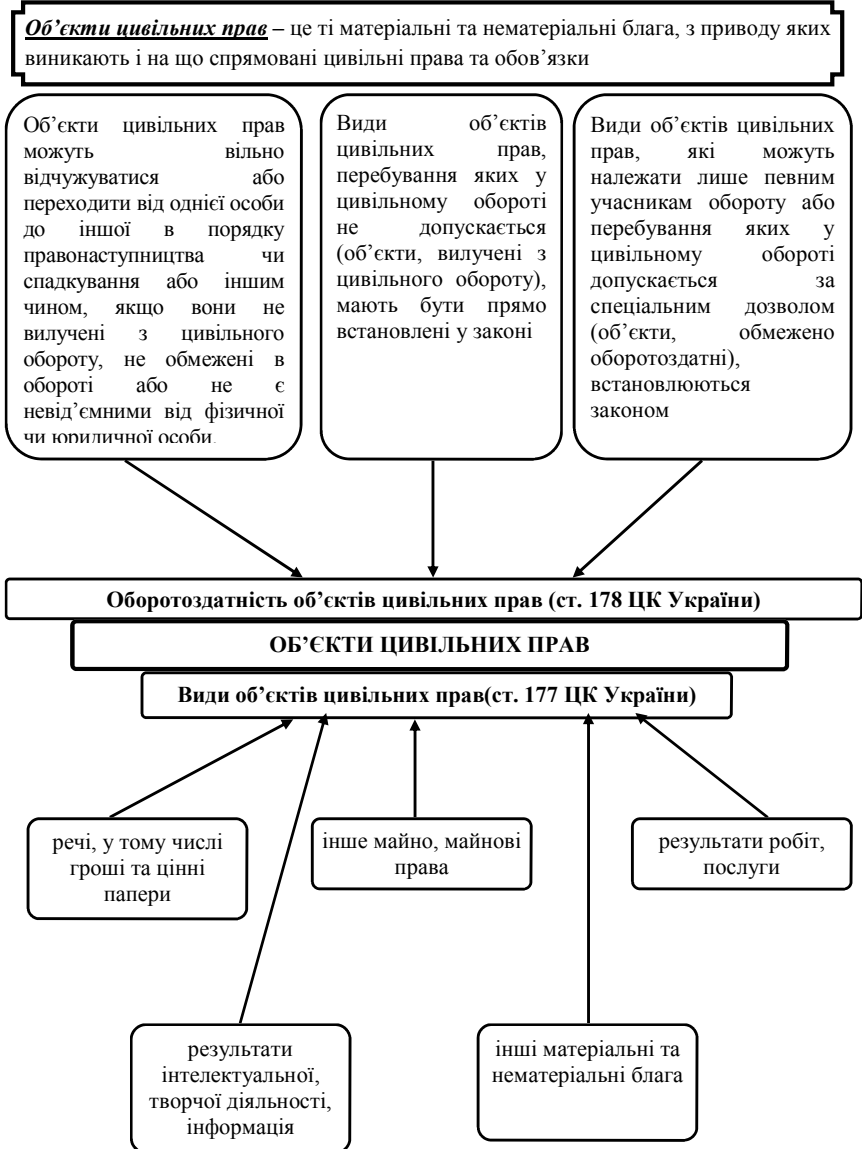 Об’єкти цивільних прав – це ті матеріальні та нематеріальні блага, з приводу яких
виникають і на що спрямовані цивільні права та обов’язки
Об’єкти цивільних прав
можуть вільно
відчужуватися або
переходити від однієї особи
до іншої в порядку
правонаступництва чи
спадкування або іншим
чином, якщо вони не
вилучені з цивільного
обороту, не обмежені в
обороті або не є
невід’ємними від фізичної
чи юридичної особи.
Види об’єктів
цивільних прав,
перебування яких у
цивільному обороті
не допускається
(об’єкти, вилучені з
цивільного обороту),
мають бути прямо
встановлені у законі
Види об’єктів цивільних
прав, які можуть
належати лише певним
учасникам обороту або
перебування яких у
цивільному обороті
допускається за
спеціальним дозволом
(об’єкти, обмежено
оборотоздатні),
встановлюються
законом
Оборотоздатність об’єктів цивільних прав (ст. 178 ЦК України)
ОБ’ЄКТИ ЦИВІЛЬНИХ ПРАВ
Види об’єктів цивільних прав(ст. 177 ЦК України)
речі, у тому числі
гроші та цінні
папери
інше майно, майнові
права
результати робіт,
послуги
результати
інтелектуальної,
творчої діяльності,
інформація
інші матеріальні та
нематеріальні блага